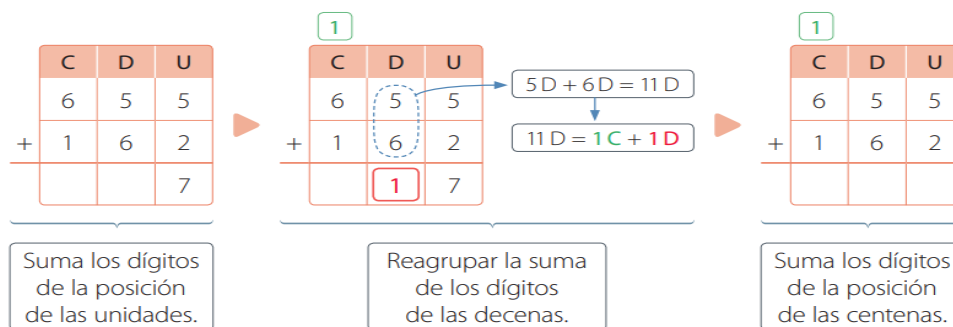 C D U
6 5 5
+ 1 6 2
7
Suma los dígitos
de la posición
de las unidades.
1
C D U
6 5 5
+ 1 6 2
1 7
5 D + 6 D = 11 D
11 D = 1 C + 1 D
Reagrupar la suma
de los dígitos
de las decenas.
1
C D U
6 5 5
+ 1 6 2
Suma los dígitos
de la posición
de las centenas.